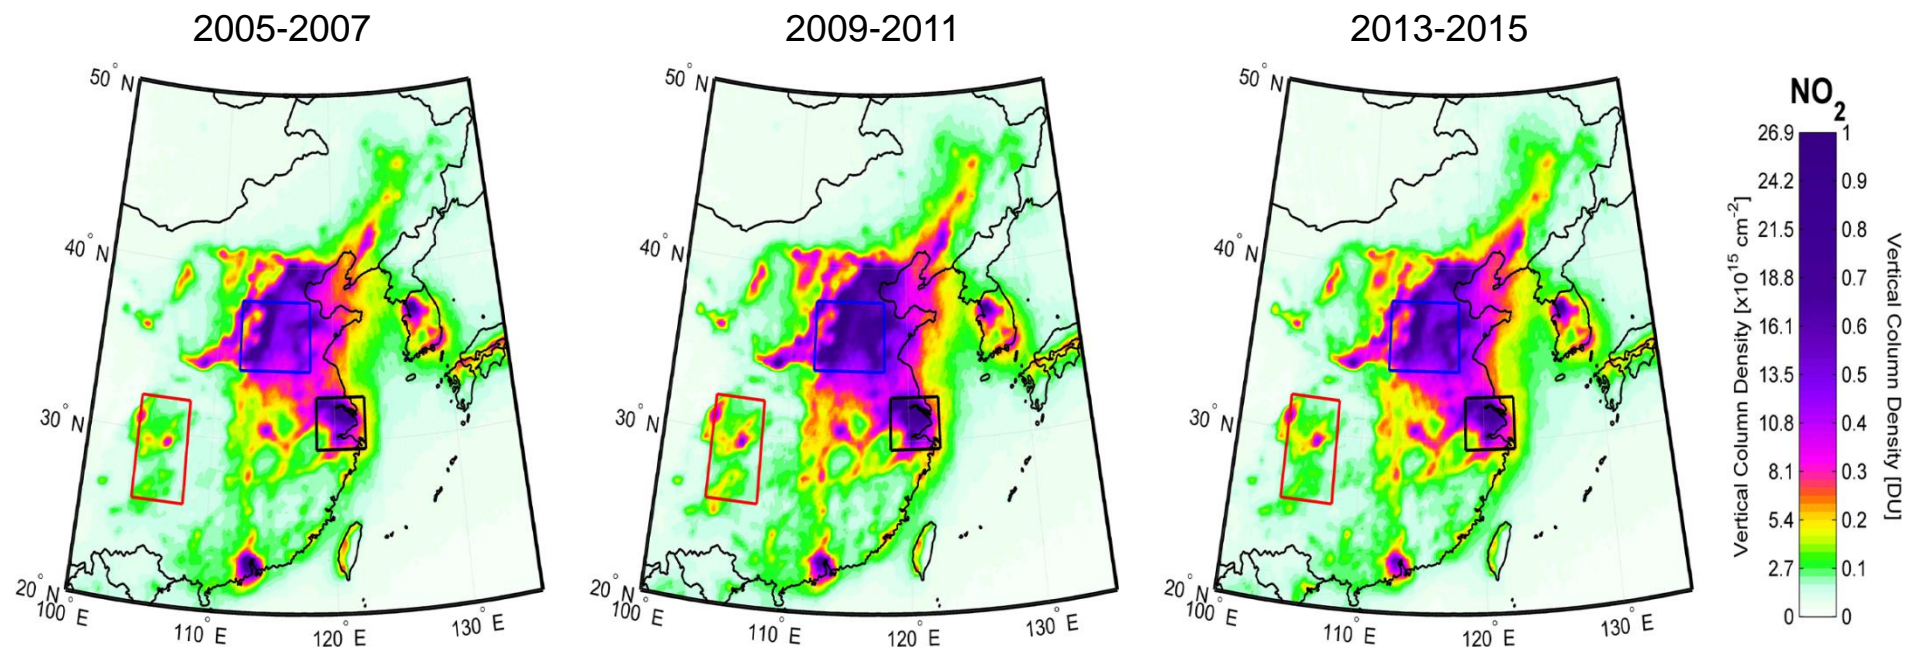 2005-2007
2009-2011
2013-2015
50° N
40° N
30° N
20° N
100° E
110° E
120° E
130° E
50° N
40° N
30° N
20° N
100° E
110° E
120° E
130° E
50° N
40° N
30° N
20° N
100° E
110° E
120° E
130° E
NO₂
26.9 1
24.2 0.9
21.5 0.8
18.8 0.7
16.1 0.6
13.5 0.5
10.8 0.4
8.1 0.3
5.4 0.2
2.7 0.1
0 0
Vertical Column Density [x10¹⁵ cm⁻²]
Vertical Column Density [DU]